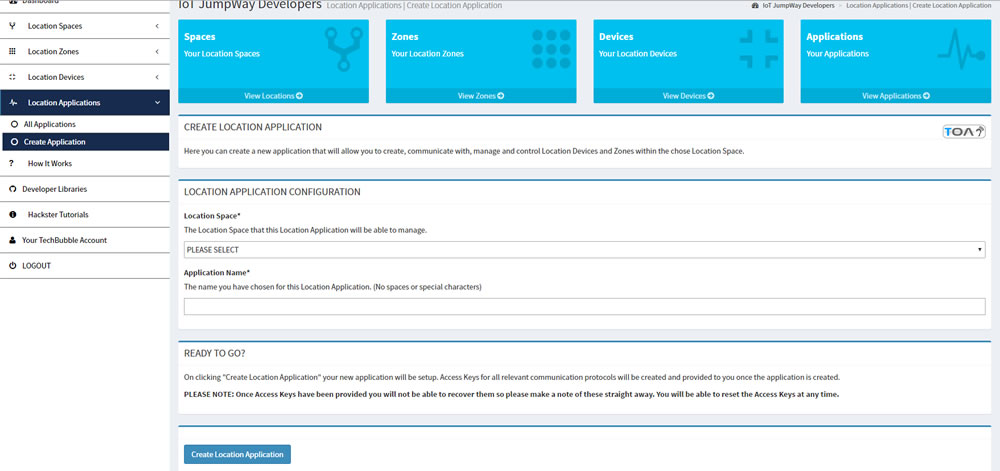 Dashboard
IoT JumpWay Developers Location Applications | Create Location Application
IoT JumpWay Developers > Location Applications | Create Location Application
Location Spaces
Location Zones
Location Devices
Location Applications
All Applications
Create Application
? How It Works
Developer Libraries
Hackster Tutorials
Your TechBubble Account
LOGOUT
Spaces
Your Location Spaces
View Locations
Zones
Your Location Zones
View Zones
Devices
Your Location Devices
View Devices
Applications
Your Applications
View Applications
CREATE LOCATION APPLICATION
TOA
Here you can create a new application that will allow you to create, communicate with, manage and control Location Devices and Zones within the chose Location Space.
LOCATION APPLICATION CONFIGURATION
Location Space*
The Location Space that this Location Application will be able to manage.
PLEASE SELECT
Application Name*
The name you have chosen for this Location Application. (No spaces or special characters)
READY TO GO?
On clicking "Create Location Application" your new application will be setup. Access Keys for all relevant communication protocols will be created and provided to you once the application is created.
PLEASE NOTE: Once Access Keys have been provided you will not be able to recover them so please make a note of these straight away. You will be able to reset the Access Keys at any time.
Create Location Application